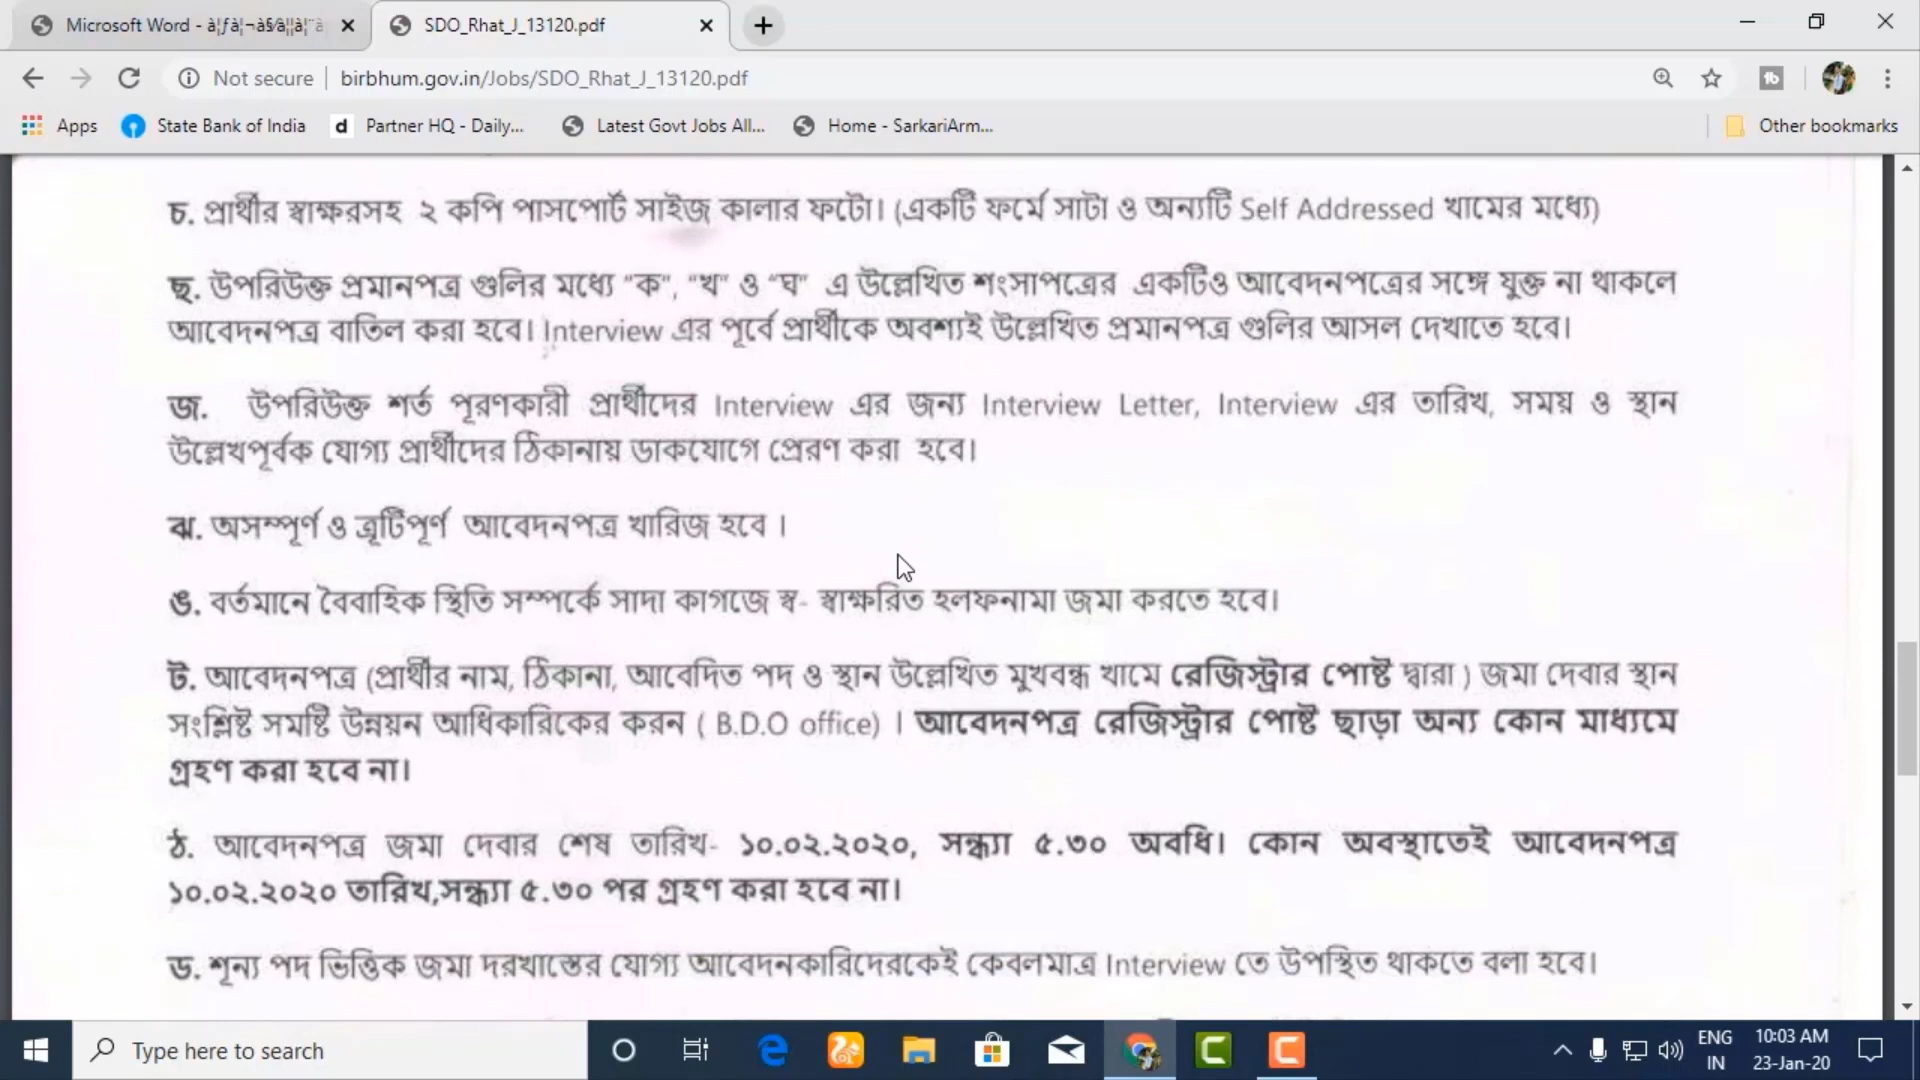 Microsoft Word - à¦ƒà¦¬à§à¦¦à¦¨à
SDO_Rhat_J_13120.pdf
Not secure
birbhum.gov.in/Jobs/SDO_Rhat_J_13120.pdf
Apps
State Bank of India
Partner HQ - Daily...
Latest Govt Jobs All...
Home - SarkariArm...
Other bookmarks
চ. প্রার্থীর স্বাক্ষরসহ ২ কপি পাসপোর্ট সাইজ কালার ফটো। (একটি ফর্মে সাটা ও অন্যটি Self Addressed খামের মধ্যে)
ছ. উপরিউক্ত প্রমানপত্র গুলির মধ্যে “ক”, “খ” ও “ঘ” এ উল্লেখিত শংসাপত্রের একটিও আবেদনপত্রের সঙ্গে যুক্ত না থাকলে
আবেদনপত্র বাতিল করা হবে। Interview এর পূর্বে প্রার্থীকে অবশ্যই উল্লেখিত প্রমানপত্র গুলির আসল দেখাতে হবে।
জ. উপরিউক্ত শর্ত পূরণকারী প্রার্থীদের Interview এর জন্য Interview Letter, Interview এর তারিখ, সময় ও স্থান
উল্লেখপূর্বক যোগ্য প্রার্থীদের ঠিকানায় ডাকযোগে প্রেরণ করা হবে।
ঝ. অসম্পূর্ণ ও ত্রূটিপূর্ণ আবেদনপত্র খারিজ হবে ।
ঙ. বর্তমানে বৈবাহিক স্থিতি সম্পর্কে সাদা কাগজে স্ব- স্বাক্ষরিত হলফনামা জমা করতে হবে।
ট. আবেদনপত্র (প্রার্থীর নাম, ঠিকানা, আবেদিত পদ ও স্থান উল্লেখিত মুখবন্ধ খামে রেজিস্ট্রার পোষ্ট দ্বারা ) জমা দেবার স্থান
সংশ্লিষ্ট সমষ্টি উন্নয়ন আধিকারিকের করন ( B.D.O office) । আবেদনপত্র রেজিস্ট্রার পোষ্ট ছাড়া অন্য কোন মাধ্যমে
গ্রহণ করা হবে না।
ঠ. আবেদনপত্র জমা দেবার শেষ তারিখ- ১০.০২.২০২০, সন্ধ্যা ৫.৩০ অবধি। কোন অবস্থাতেই আবেদনপত্র
১০.০২.২০২০ তারিখ,সন্ধ্যা ৫.৩০ পর গ্রহণ করা হবে না।
ড. শূন্য পদ ভিত্তিক জমা দরখাস্তের যোগ্য আবেদনকারিদেরকেই কেবলমাত্র Interview তে উপস্থিত থাকতে বলা হবে।
Type here to search
ENG
IN
10:03 AM
23-Jan-20